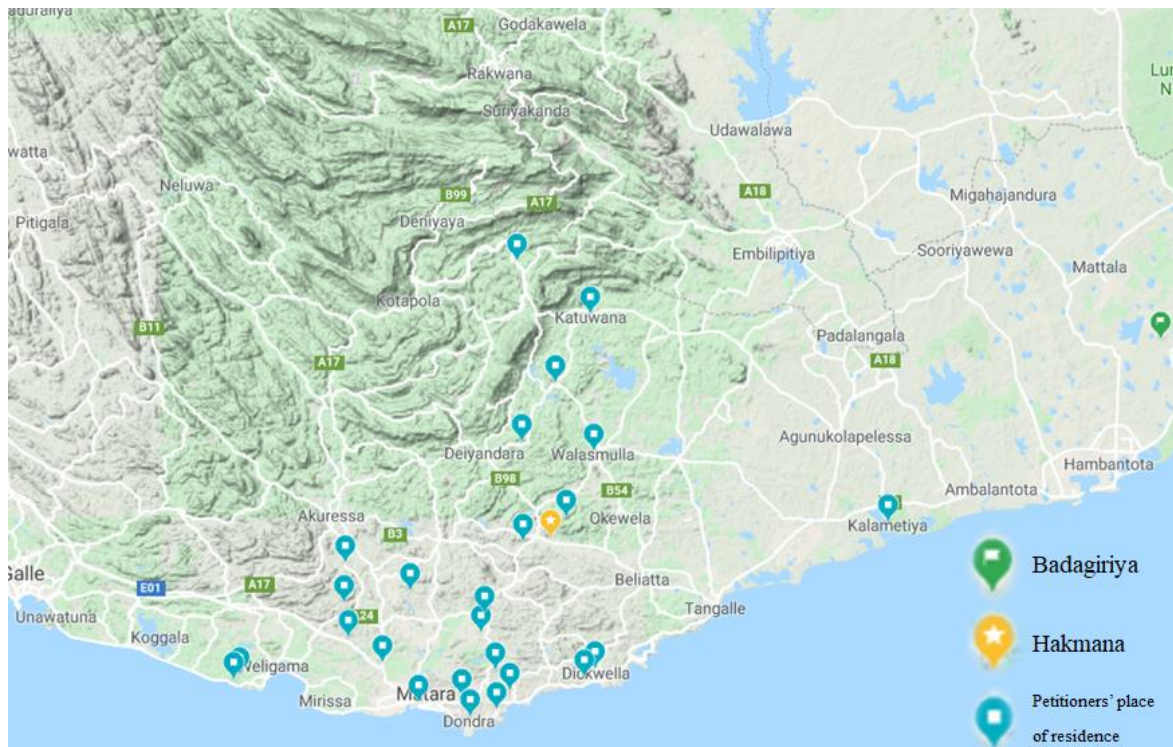 aduraliya
A17
Godakawela
Rakwana
Suriyakanda
Udawalawa
Lun
N
watta
Neluwa
B99
A17
A18
Migahajandura
Pitigala
Deniyaya
Embilipitiya
Sooriyawewa
Mattala
Kotapola
Katuwana
B11
A17
Padalangala
A18
Deiyandara
Walasmulla
Agunukolapelessa
Hambantota
B98
B54
Ambalantota
Akuressa
B3
Okewela
Kalametiya
Galle
E01
A17
Beliatta
Badagiriya
Unawatuna
24
Tangalle
Koggala
Weligama
Dickwella
Hakmana
Mirissa
Matara
Dondra
Petitioners’ place
of residence